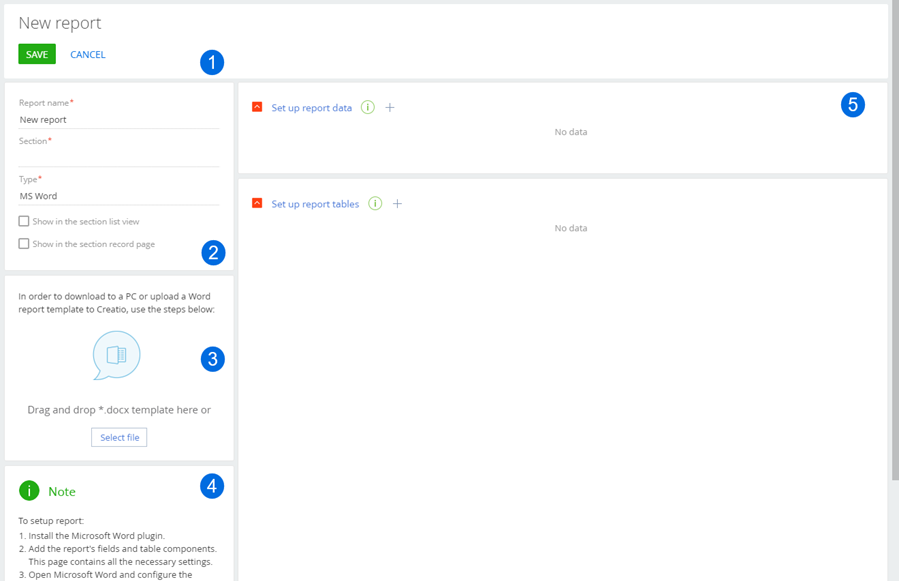 New report
SAVE CANCEL
1
Report name*
New report
Section*
Type*
MS Word
Show in the section list view
Show in the section record page
2
In order to download to a PC or upload a Word
report template to Creatio, use the steps below:
3
Drag and drop *.docx template here or
Select file
4
i Note
To setup report:
1. Install the Microsoft Word plugin.
2. Add the report's fields and table components.
This page contains all the necessary settings.
3. Open Microsoft Word and configure the
Set up report data i +
5
No data
Set up report tables i +
No data